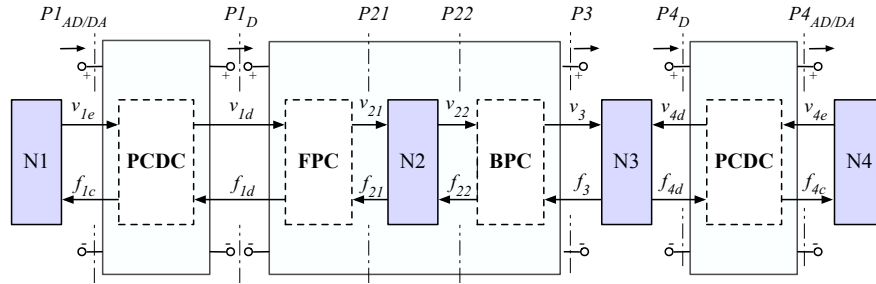 P1AD/DA P1D P21 P22 P3 P4D P4AD/DA
+ + + + + +
v1e v1d v21 v22 v3 v4d v4e
N1 PCDC FPC N2 BPC N3 PCDC N4
f1c f1d f21 f22 f3 f4d f4c
- - - - - -